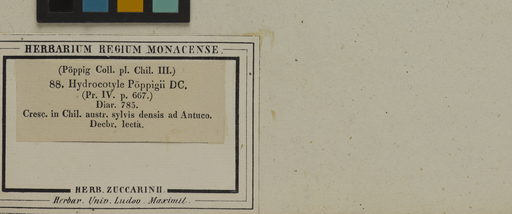 HERBARIUM REGIUM MONACENSE.
(Pöppig Coll. pl. Chil. III.)
88. Hydrocotyle Pöppigii DC.
(Pr. IV. p. 667.)
Diar. 785.
Cresc. in Chil. austr. sylvis densis ad Antuco.
Decbr. lecta.
HERB. ZUCCARINII.
Herbar. Univ. Ludov. Maximil.